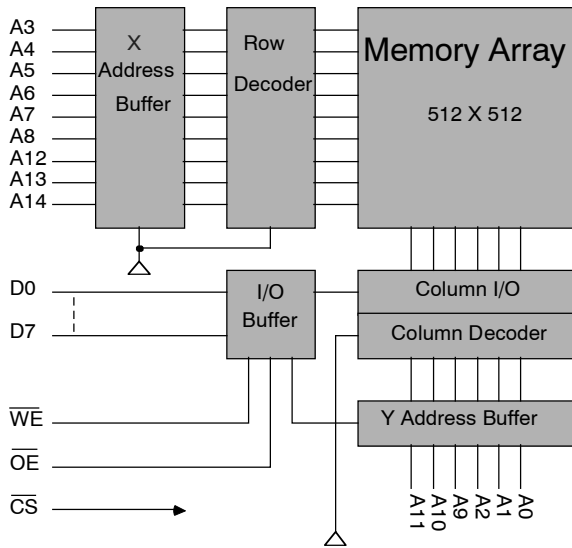 A3
A4
A5
A6
A7
A8
A12
A13
A14
X
Address
Buffer
Row
Decoder
Memory Array
512 X 512
D0
D7
I/O
Buffer
Column I/O
Column Decoder
Y Address Buffer
WE
OE
CS
A11
A10
A9
A2
A1
A0